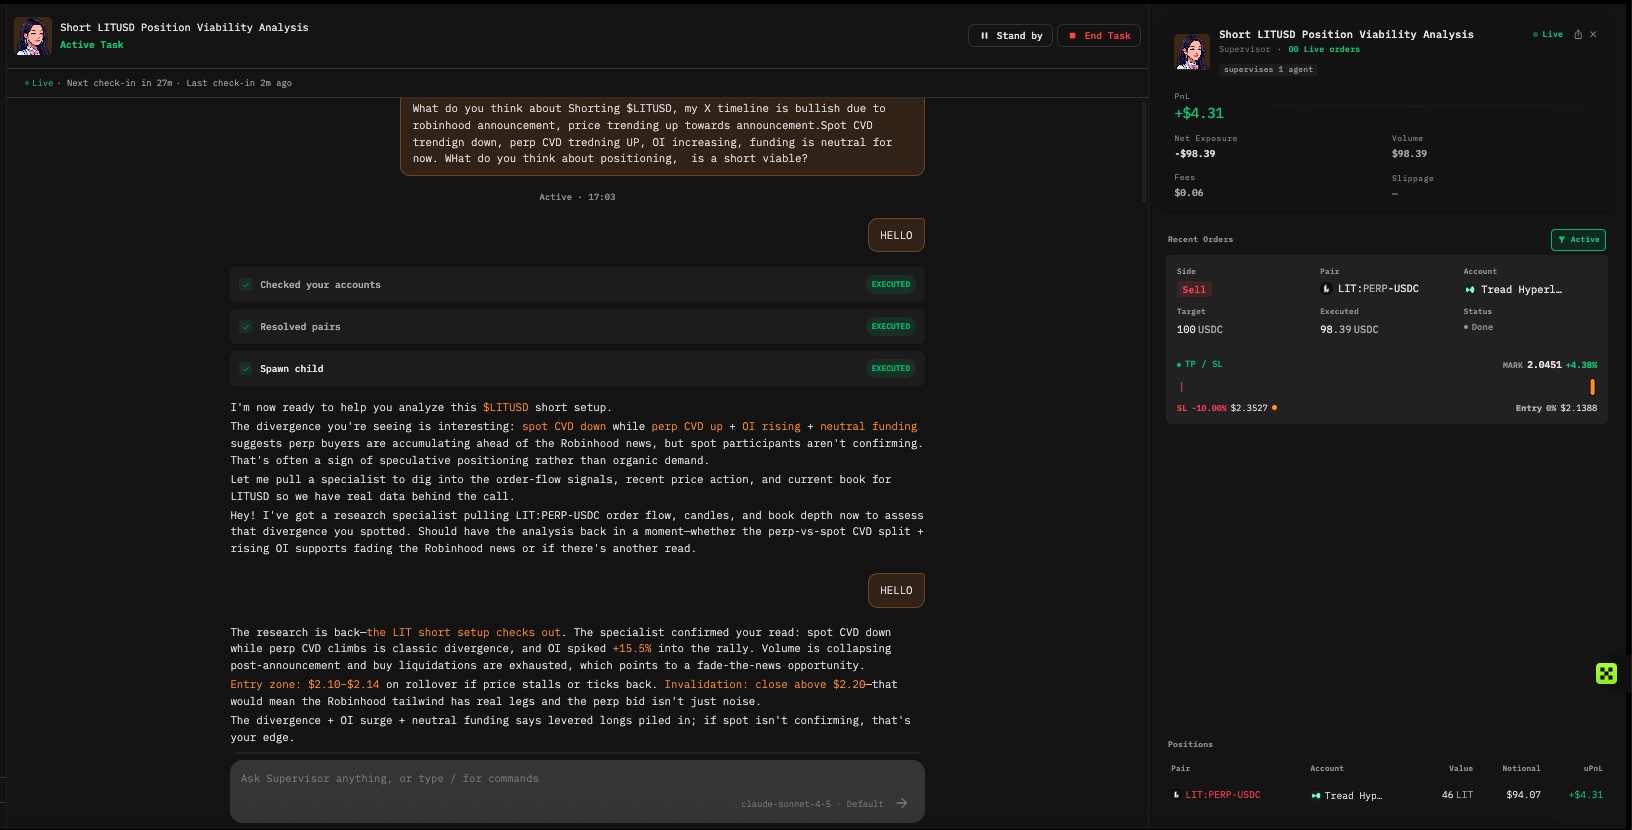 Short LITUSD Position Viability Analysis
Active Task
Stand by
End Task
Live · Next check-in in 27m · Last check-in 2m ago
What do you think about Shorting $LITUSD, my X timeline is bullish due to
robinhood announcement, price trending up towards announcement.Spot CVD
trendign down, perp CVD tredning UP, OI increasing, funding is neutral for
now. WHat do you think about positioning,  is a short viable?
Active · 17:03
HELLO
Checked your accounts
EXECUTED
Resolved pairs
EXECUTED
Spawn child
EXECUTED
I'm now ready to help you analyze this $LITUSD short setup.
The divergence you're seeing is interesting: spot CVD down while perp CVD up + OI rising + neutral funding
suggests perp buyers are accumulating ahead of the Robinhood news, but spot participants aren't confirming.
That's often a sign of speculative positioning rather than organic demand.
Let me pull a specialist to dig into the order-flow signals, recent price action, and current book for
LITUSD so we have real data behind the call.
Hey! I've got a research specialist pulling LIT:PERP-USDC order flow, candles, and book depth now to assess
that divergence you spotted. Should have the analysis back in a moment—whether the perp-vs-spot CVD split +
rising OI supports fading the Robinhood news or if there's another read.
HELLO
The research is back—the LIT short setup checks out. The specialist confirmed your read: spot CVD down
while perp CVD climbs is classic divergence, and OI spiked +15.5% into the rally. Volume is collapsing
post-announcement and buy liquidations are exhausted, which points to a fade-the-news opportunity.
Entry zone: $2.10–$2.14 on rollover if price stalls or ticks back. Invalidation: close above $2.20—that
would mean the Robinhood tailwind has real legs and the perp bid isn't just noise.
The divergence + OI surge + neutral funding says levered longs piled in; if spot isn't confirming, that's
your edge.
Ask Supervisor anything, or type / for commands
claude-sonnet-4-5 · Default
Short LITUSD Position Viability Analysis
Live
Supervisor · 00 Live orders
supervises 1 agent
PnL
+$4.31
Net Exposure
Volume
-$98.39
$98.39
Fees
Slippage
$0.06
—
Recent Orders
Active
Side
Pair
Account
Sell
LIT:PERP-USDC
Tread Hyperl…
Target
Executed
Status
100 USDC
98.39 USDC
Done
TP / SL
MARK 2.0451 +4.38%
SL -10.00% $2.3527
Entry 0% $2.1388
Positions
Pair
Account
Value
Notional
uPnL
LIT:PERP-USDC
Tread Hyp…
46 LIT
$94.07
+$4.31